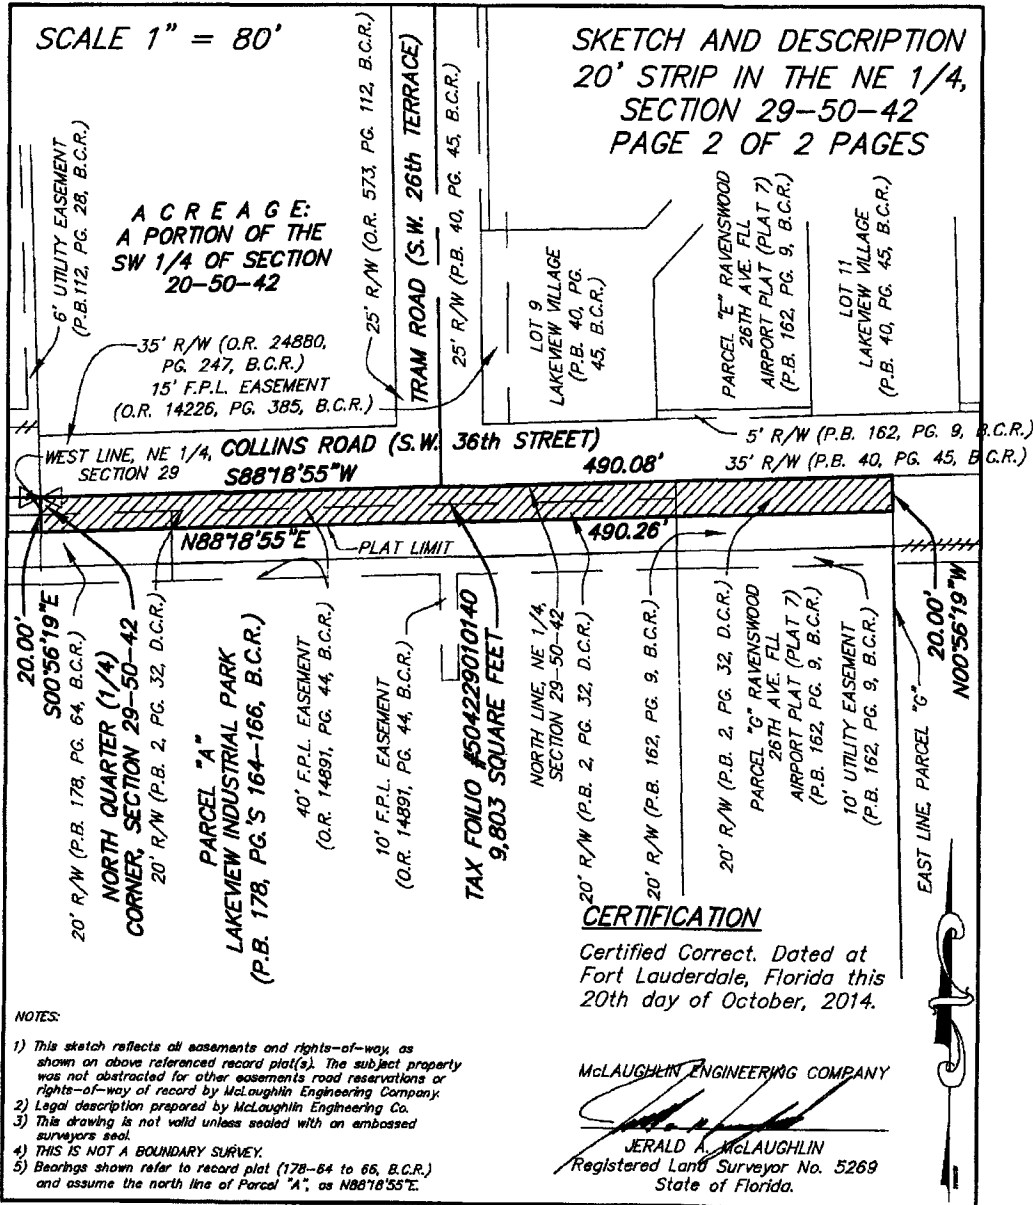 SCALE 1" = 80'
SKETCH AND DESCRIPTION
20' STRIP IN THE NE 1/4,
SECTION 29-50-42
PAGE 2 OF 2 PAGES
6' UTILITY EASEMENT
(P.B.112, PG. 28, B.C.R.)
A C R E A G E:
A PORTION OF THE
SW 1/4 OF SECTION
20-50-42
25' R/W (O.R. 573, PG. 112, B.C.R.)
TRAM ROAD (S.W. 26th TERRACE)
25' R/W (P.B. 40, PG. 45, B.C.R.)
LOT 9
LAKEVIEW VILLAGE
(P.B. 40, PG.
45, B.C.R.)
PARCEL "E" RAVENSWOOD
26TH AVE. FLL
AIRPORT PLAT (PLAT 7)
(P.B. 162, PG. 9, B.C.R.)
LOT 11
LAKEVIEW VILLAGE
(P.B. 40, PG. 45, B.C.R.)
35' R/W (O.R. 24880,
PG. 247, B.C.R.)
15' F.P.L. EASEMENT
(O.R. 14226, PG. 385, B.C.R.)
WEST LINE, NE 1/4,
SECTION 29
COLLINS ROAD (S.W. 36th STREET)
5' R/W (P.B. 162, PG. 9, B.C.R.)
35' R/W (P.B. 40, PG. 45, B.C.R.)
S88°18'55"W
490.08'
N88°18'55"E
PLAT LIMIT
490.26'
20.00'
S00°56'19"E
20' R/W (P.B. 178, PG. 64, B.C.R.)
NORTH QUARTER (1/4)
CORNER, SECTION 29-50-42
20' R/W (P.B. 2, PG. 32, D.C.R.)
PARCEL "A"
LAKEVIEW INDUSTRIAL PARK
(P.B. 178, PG.'S 164-166, B.C.R.)
40' F.P.L. EASEMENT
(O.R. 14891, PG. 44, B.C.R.)
10' F.P.L. EASEMENT
(O.R. 14891, PG. 44, B.C.R.)
TAX FOILIO #504229010140
9,803 SQUARE FEET
NORTH LINE, NE 1/4,
SECTION 29-50-42
20' R/W (P.B. 2, PG. 32, D.C.R.)
20' R/W (P.B. 162, PG. 9, B.C.R.)
20' R/W (P.B. 2, PG. 32, D.C.R.)
PARCEL "G" RAVENSWOOD
26TH AVE. FLL
AIRPORT PLAT (PLAT 7)
(P.B. 162, PG. 9, B.C.R.)
10' UTILITY EASEMENT
(P.B. 162, PG. 9, B.C.R.)
EAST LINE, PARCEL "G"
20.00'
N00°56'19"W
CERTIFICATION
Certified Correct. Dated at
Fort Lauderdale, Florida this
20th day of October, 2014.
NOTES:
1) This sketch reflects all easements and rights-of-way, as
shown on above referenced record plat(s). The subject property
was not abstracted for other easements road reservations or
rights-of-way of record by McLaughlin Engineering Company.
2) Legal description prepared by McLaughlin Engineering Co.
3) This drawing is not valid unless sealed with an embossed
surveyors seal.
4) THIS IS NOT A BOUNDARY SURVEY.
5) Bearings shown refer to record plat (178-64 to 66, B.C.R.)
and assume the north line of Parcel "A", as N88°18'55"E.
McLAUGHLIN ENGINEERING COMPANY
JERALD A. McLAUGHLIN
Registered Land Surveyor No. 5269
State of Florida.